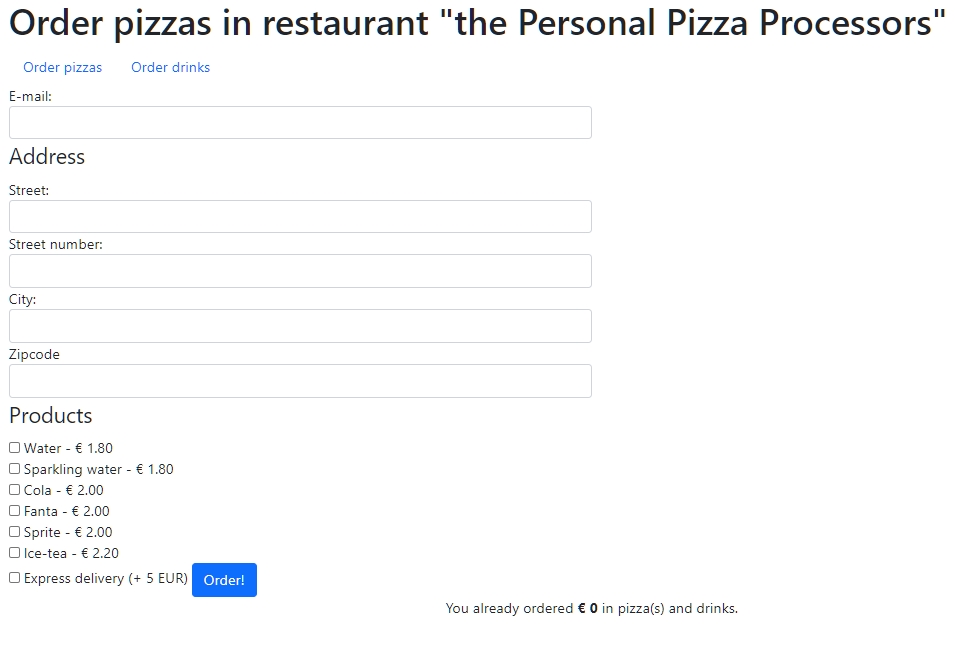 Order pizzas in restaurant "the Personal Pizza Processors"
Order pizzas Order drinks
E-mail:
Address
Street:
Street number:
City:
Zipcode
Products
Water - € 1.80
Sparkling water - € 1.80
Cola - € 2.00
Fanta - € 2.00
Sprite - € 2.00
Ice-tea - € 2.20
Express delivery (+ 5 EUR) Order!
You already ordered € 0 in pizza(s) and drinks.